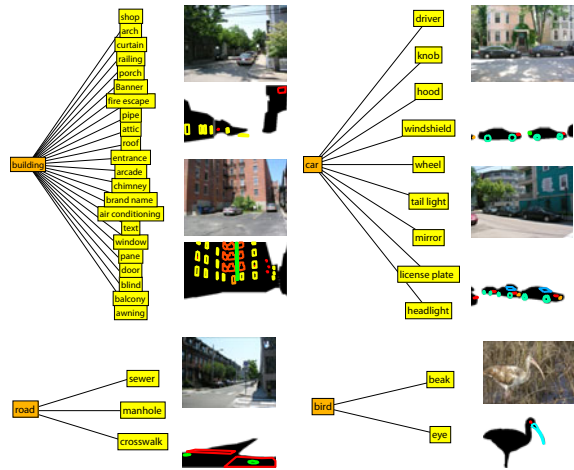 shop
arch
curtain
railing
porch
Banner
fire escape
pipe
attic
roof
building
entrance
arcade
chimney
brand name
air conditioning
text
window
pane
door
blind
balcony
awning
driver
knob
hood
windshield
car
wheel
tail light
mirror
license plate
headlight
sewer
road
manhole
crosswalk
beak
bird
eye